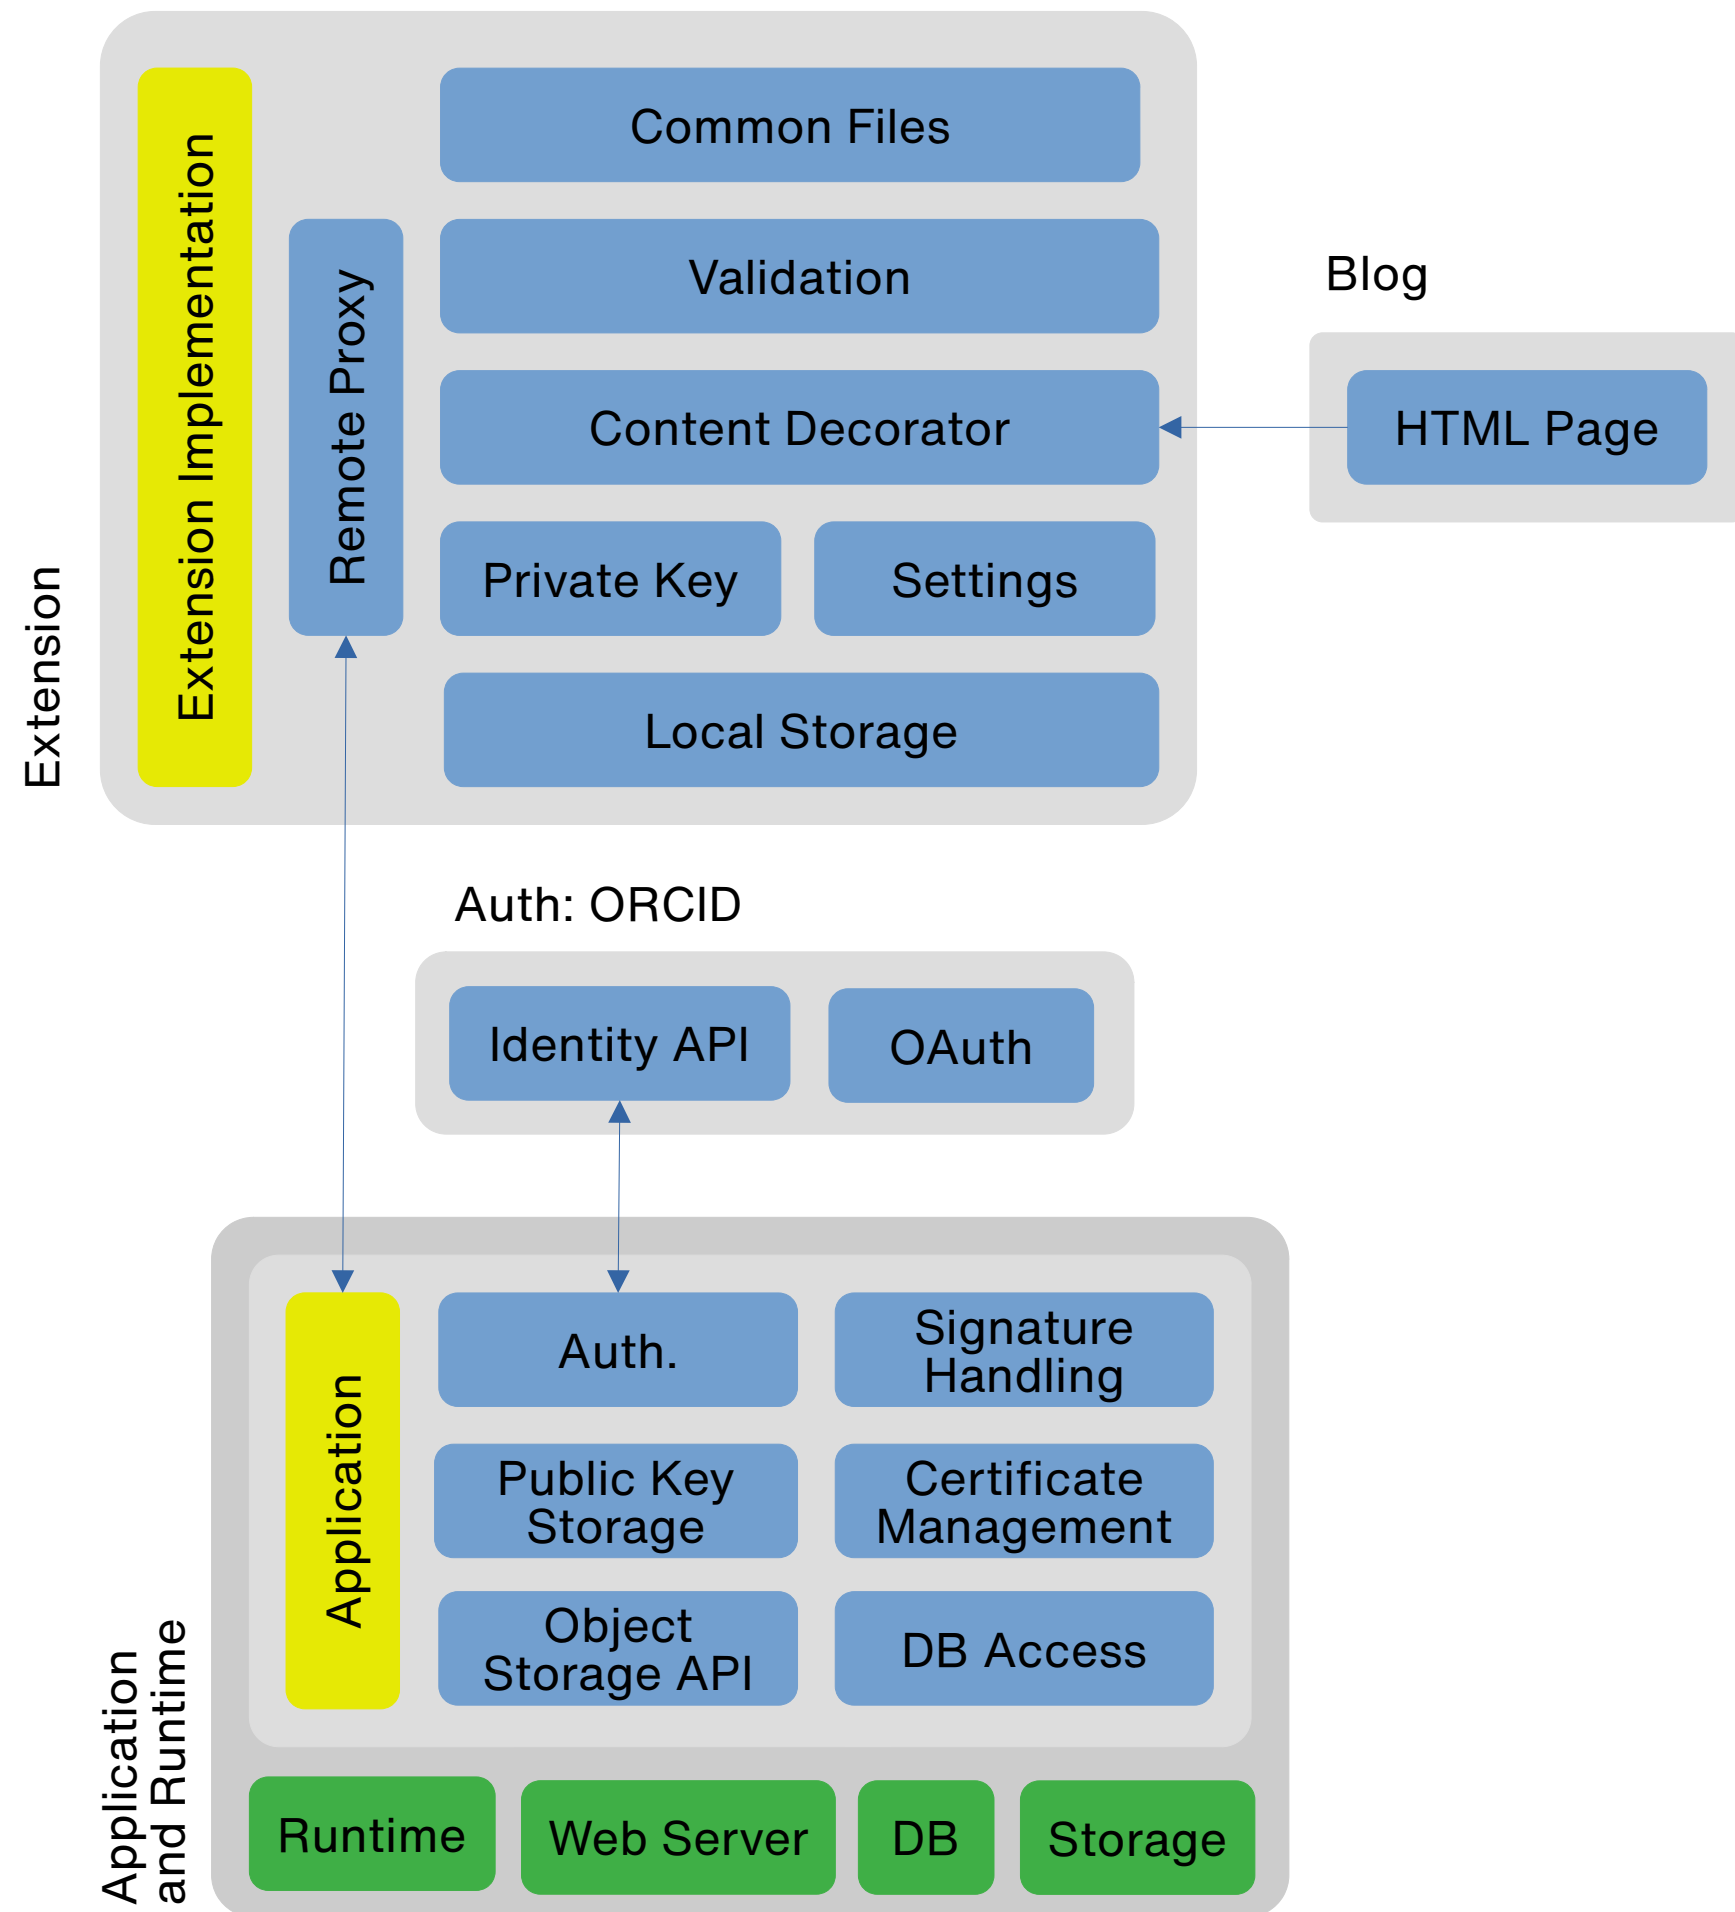 Common Files
Extension Implementation
Remote Proxy
Validation
Blog
Content Decorator
HTML Page
Private Key
Settings
Extension
Local Storage
Auth: ORCID
Identity API
OAuth
Application
Auth.
Signature
Handling
Public Key
Storage
Certificate
Management
Object
Storage API
DB Access
Application
and Runtime
Runtime
Web Server
DB
Storage